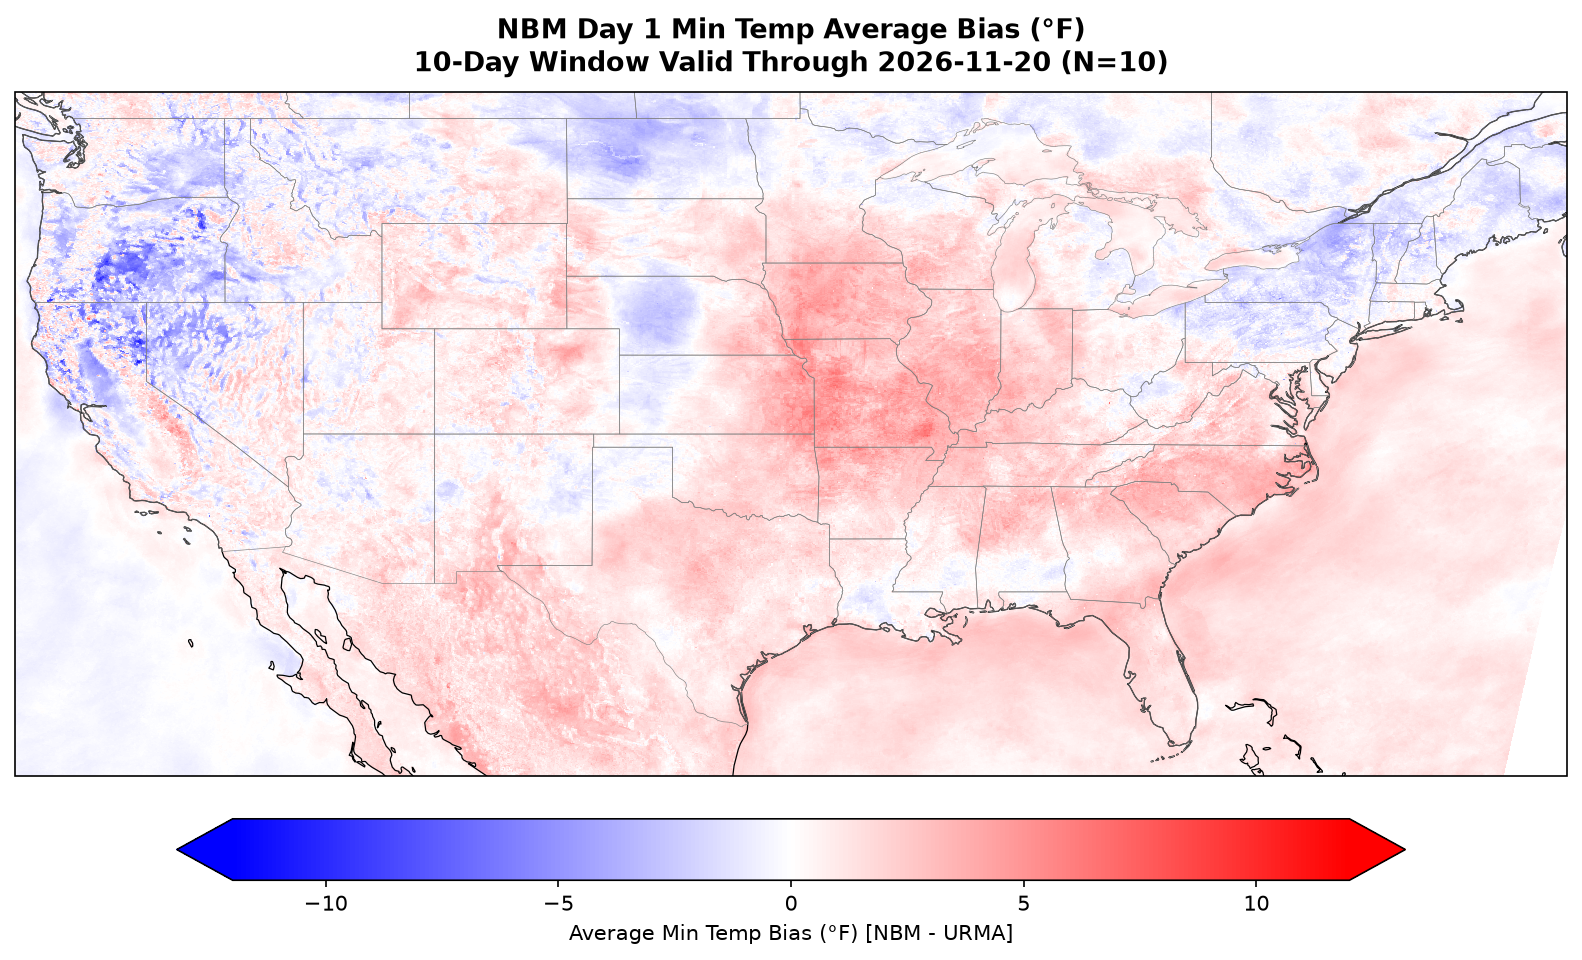 NBM Day 1 Min Temp Average Bias (°F)
10-Day Window Valid Through 2026-11-20 (N=10)
−10 −5 0 5 10
Average Min Temp Bias (°F) [NBM - URMA]